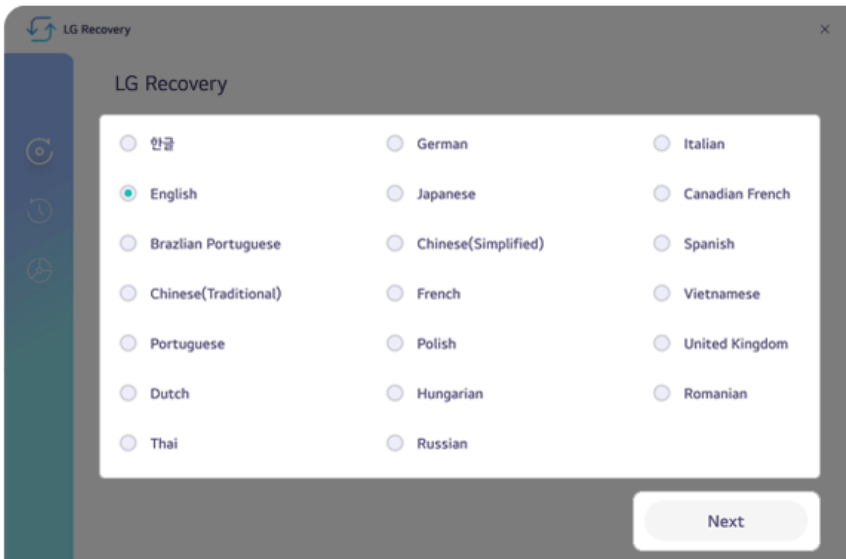 LG Recovery
LG Recovery
한글 German Italian
English Japanese Canadian French
Brazlian Portuguese Chinese(Simplified) Spanish
Chinese(Traditional) French Vietnamese
Portuguese Polish United Kingdom
Dutch Hungarian Romanian
Thai Russian
Next